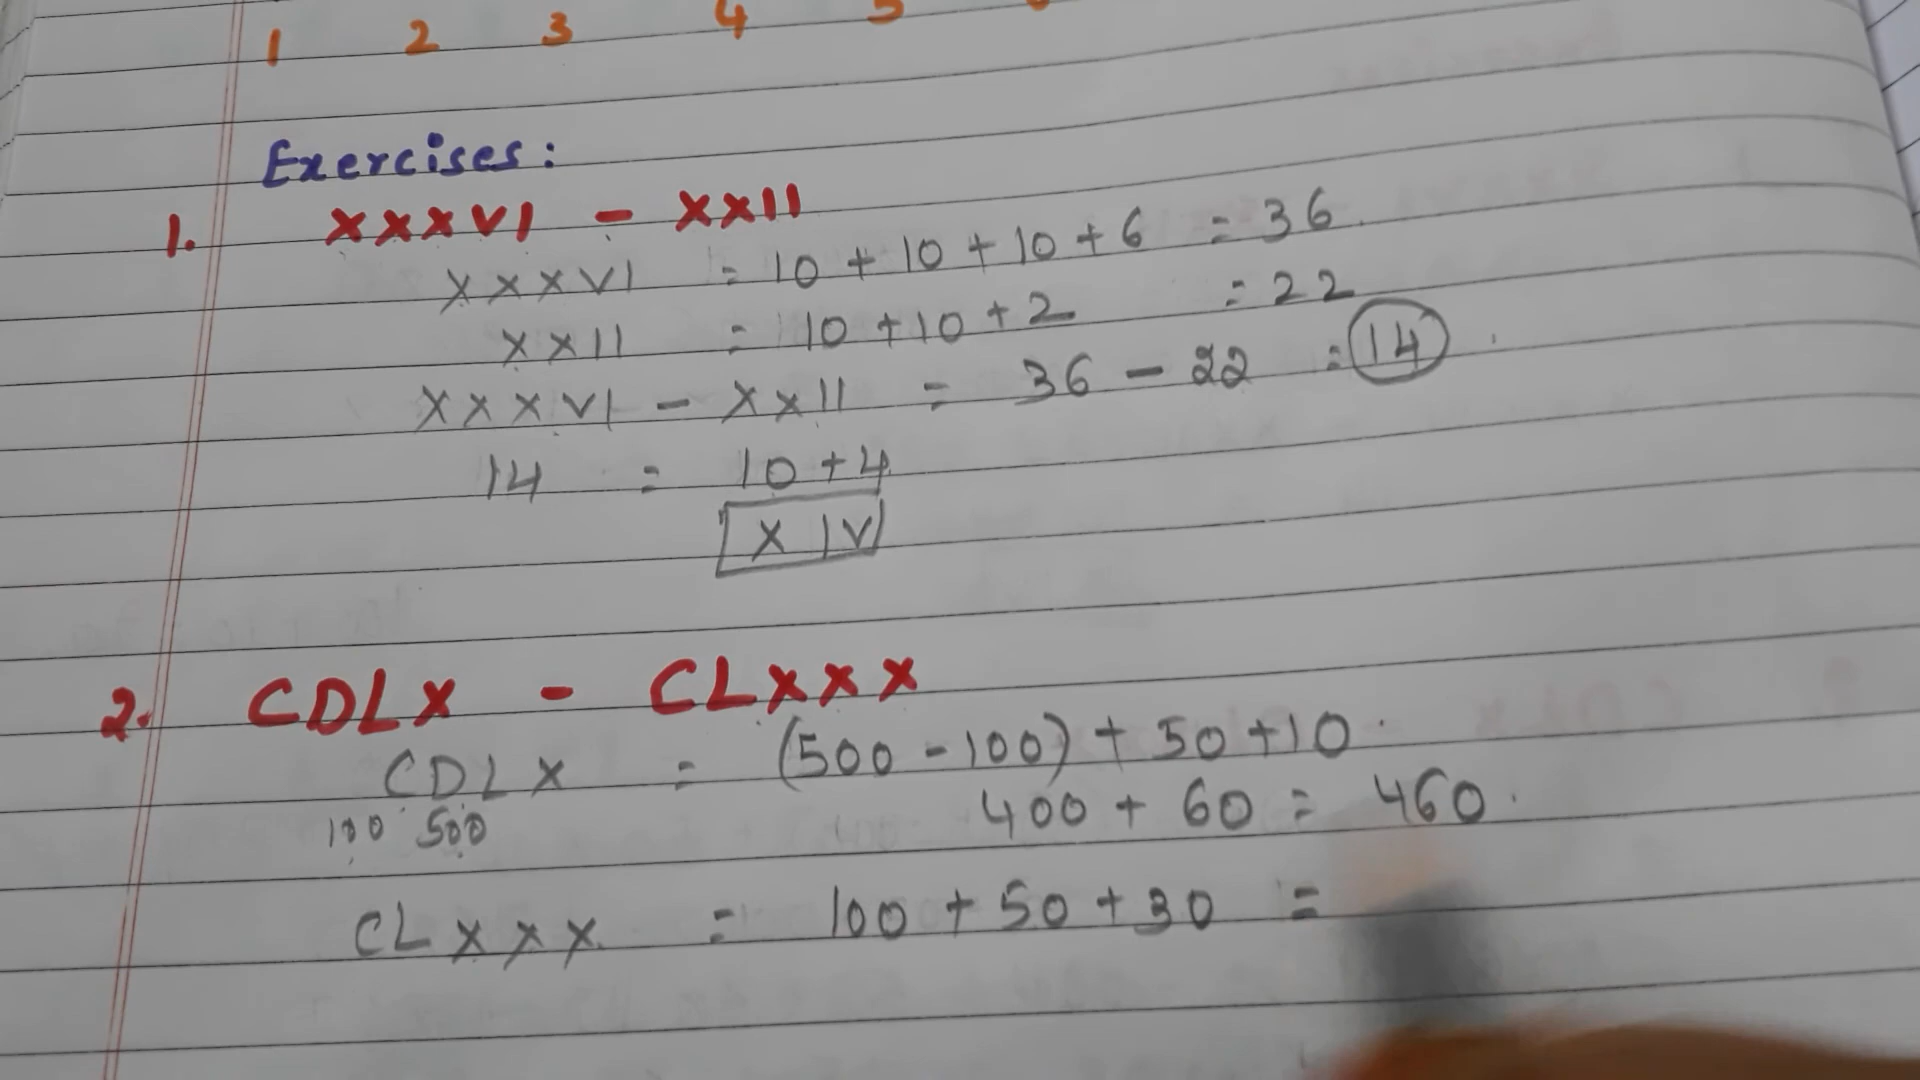 1 2 3 4 5
Exercises:
1. XXXVI - XXII
XXXVI = 10 + 10 + 10 + 6 = 36
XXII = 10 + 10 + 2 = 22
XXXVI - XXII = 36 - 22 = 14
14 = 10 + 4
XIV
2. CDLX - CLXXX
CDLX = (500 - 100) + 50 + 10
100 500 400 + 60 = 460
CLXXX = 100 + 50 + 30 =